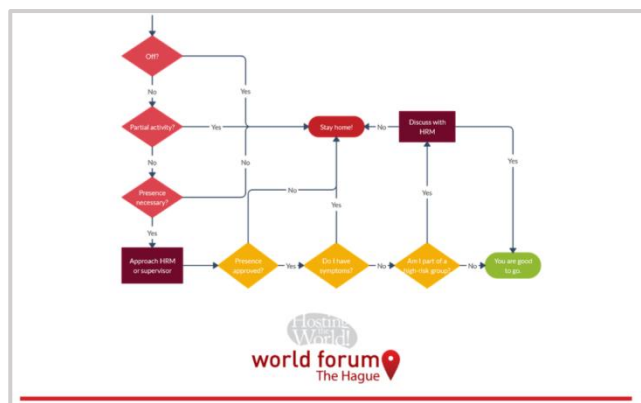 Off?
No
Yes
Partial activity?
Yes
Stay home!
No
Discuss with
HRM
No
No
Yes
Presence
necessary?
No
Yes
Yes
Yes
Approach HRM
or supervisor
Presence
approved?
Yes
Do I have
symptoms?
No
Am I part of a
high-risk group?
No
You are good
to go.
Hosting
the
World!
world forum
The Hague